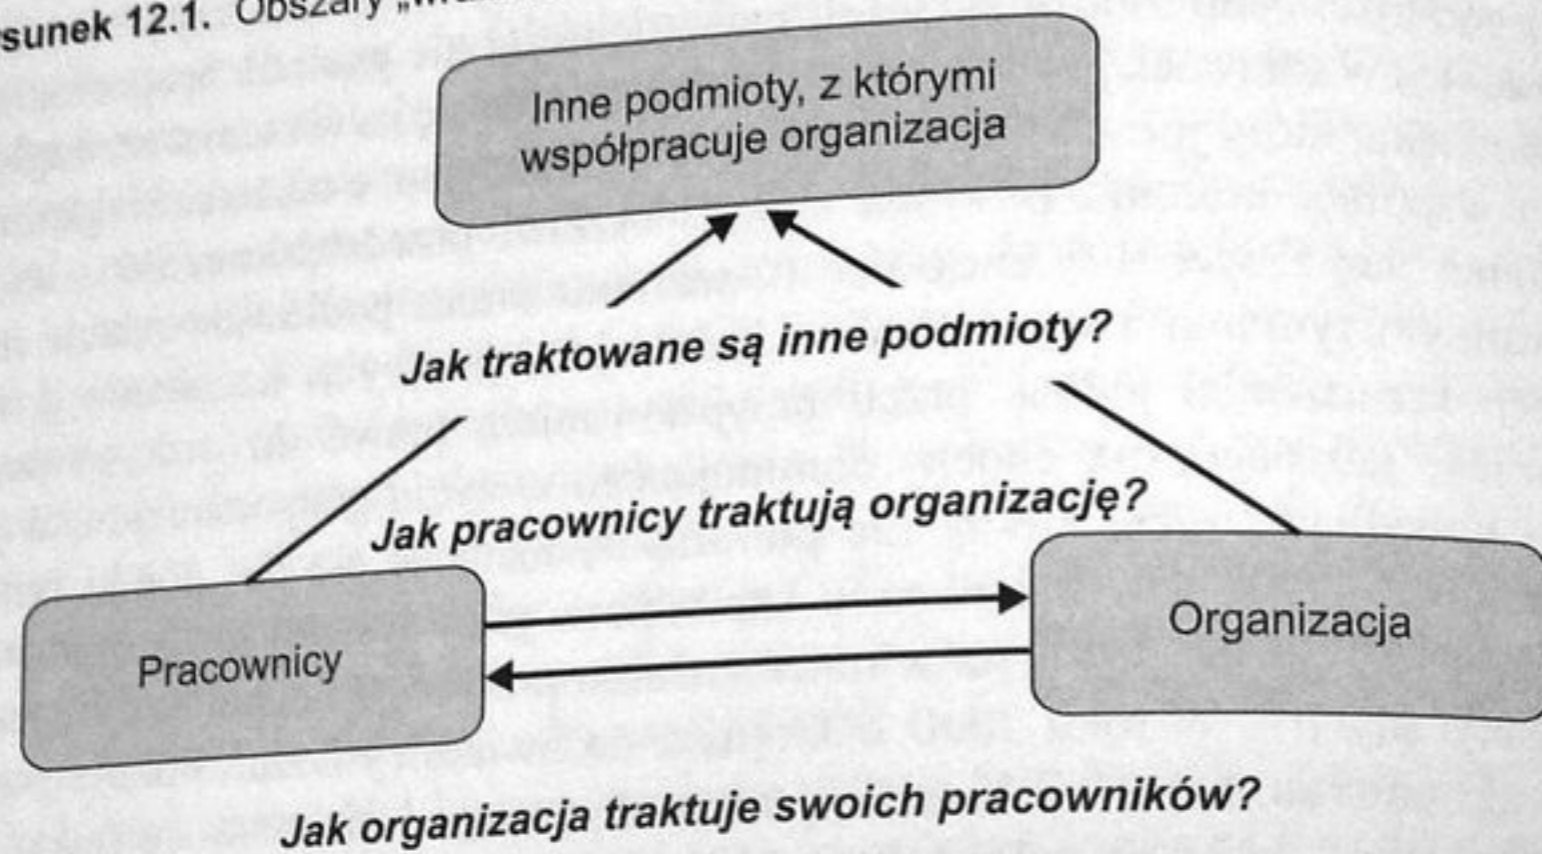 sunek 12.1. Obszary
Inne podmioty, z którymi
współpracuje organizacja
Jak traktowane są inne podmioty?
Jak pracownicy traktują organizację?
Pracownicy
Organizacja
Jak organizacja traktuje swoich pracowników?